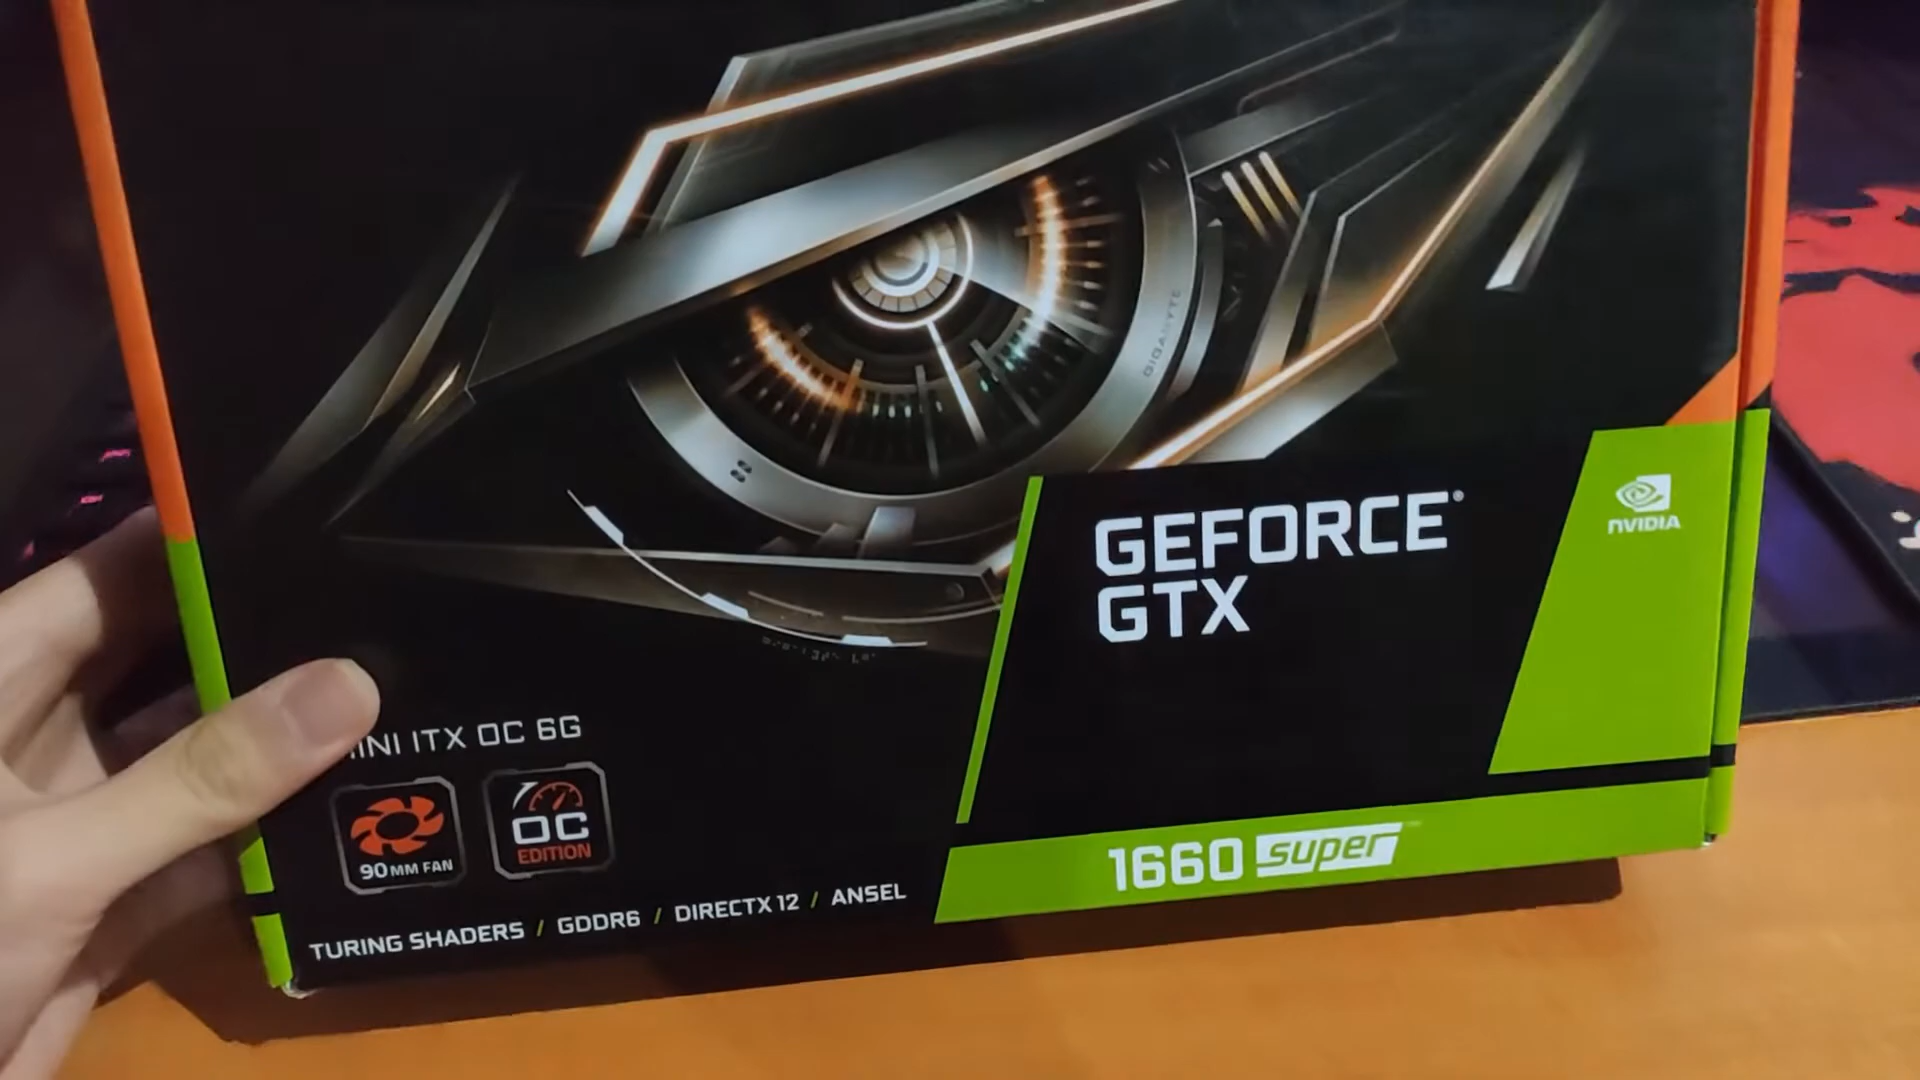 GIGABYTE
GEFORCE®
GTX
NVIDIA
INI ITX OC 6G
90MM FAN
OC
EDITION
1660 SUPER
TURING SHADERS / GDDR6 / DIRECTX 12 / ANSEL